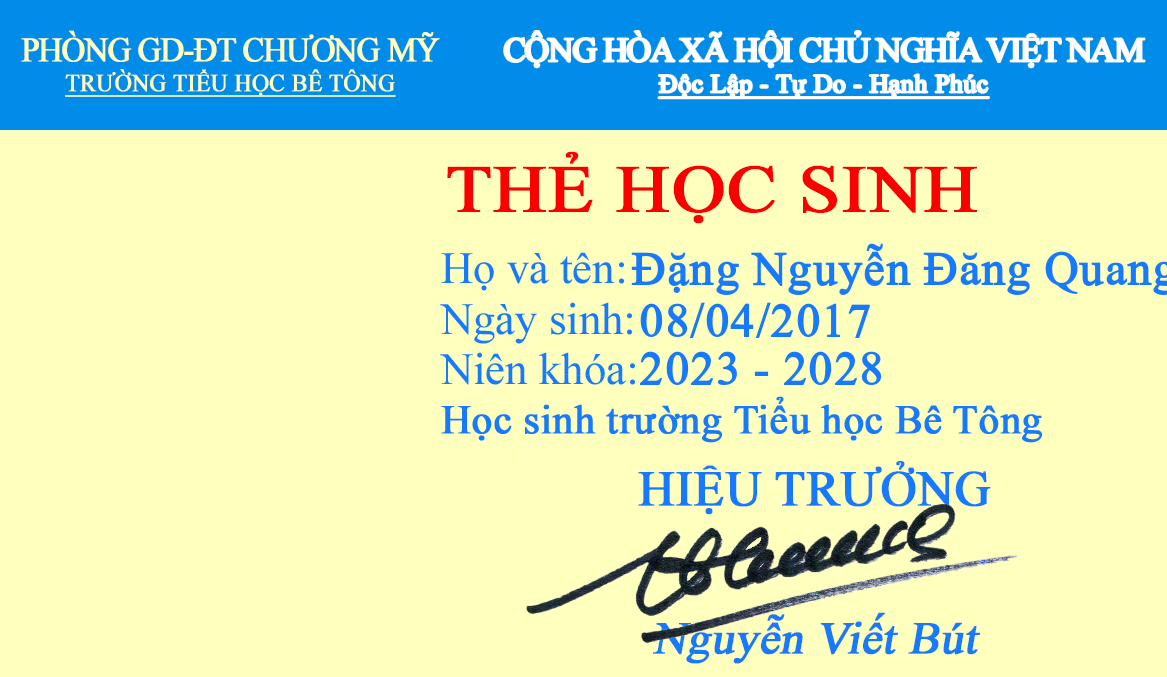 PHÒNG GD-ĐT CHƯƠNG MỸ
TRƯỜNG TIỂU HỌC BÊ TÔNG
CỘNG HÒA XÃ HỘI CHỦ NGHĨA VIỆT NAM
Độc Lập - Tự Do - Hạnh Phúc
THẺ HỌC SINH
Họ và tên: Đặng Nguyễn Đăng Quang
Ngày sinh: 08/04/2017
Niên khóa: 2023 - 2028
Học sinh trường Tiểu học Bê Tông
HIỆU TRƯỞNG
Nguyễn Viết Bút